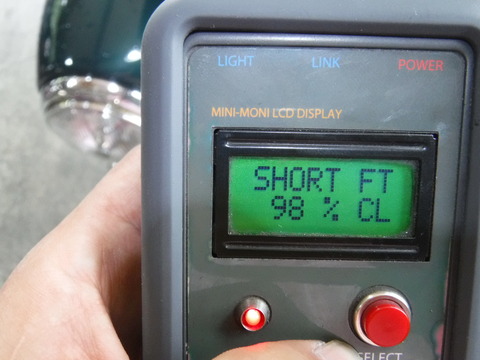 LIGHT LINK POWER
MINI-MONI LCD DISPLAY
SHORT FT
98 % CL
SELECT